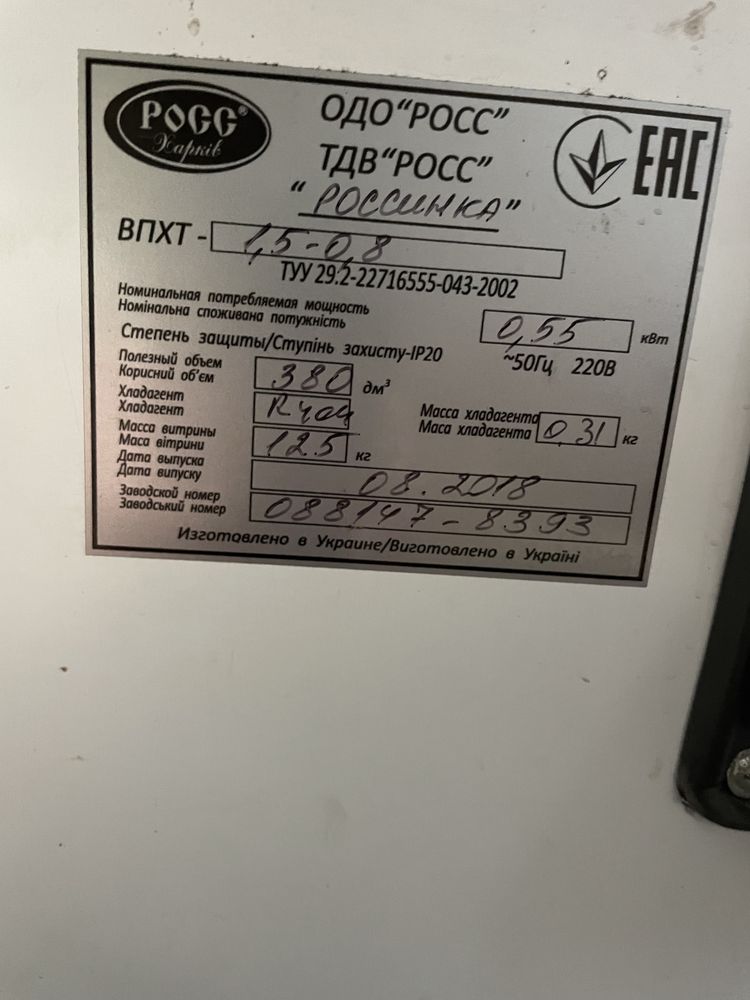 РОСС®
Харків
ОДО "РОСС"
ТДВ "РОСС"
"РОССИНКА"
EAC
ВПХТ - 1,5-0,8
ТУУ 29.2-22716555-043-2002
Номинальная потребляемая мощность
Номінальна споживана потужність
0,55 кВт
Степень защиты/Ступінь захисту-IP20
~50Гц 220В
Полезный объем
Корисний об'єм
380 дм³
Хладагент
Хладагент
R404
Масса хладагента
Маса хладагента
0,31 кг
Масса витрины
Маса вітрини
125 кг
Дата выпуска
Дата випуску
08.2018
Заводской номер
Заводський номер
088147-8393
Изготовлено в Украине/Виготовлено в Україні